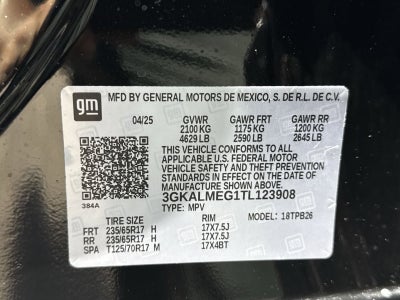 gm MFD BY GENERAL MOTORS DE MEXICO, S. DE R.L. DE C.V.
04/25 GVWR GAWR FRT GAWR RR
2100 KG 1175 KG 1200 KG
4629 LB 2590 LB 2645 LB
THIS VEHICLE CONFORMS TO ALL APPLICABLE
U.S. FEDERAL MOTOR VEHICLE
SAFETY AND THEFT PREVENTION
STANDARDS IN EFFECT ON THE DATE OF
MANUFACTURE SHOWN ABOVE.
3GKALMEG1TL123908
384A TYPE: MPV 18TPB26
TIRE SIZE RIM
FRT 235/65R17 H 17X7.5J
RR 235/65R17 H 17X7.5J
SPA T125/70R17 M 17X4BT